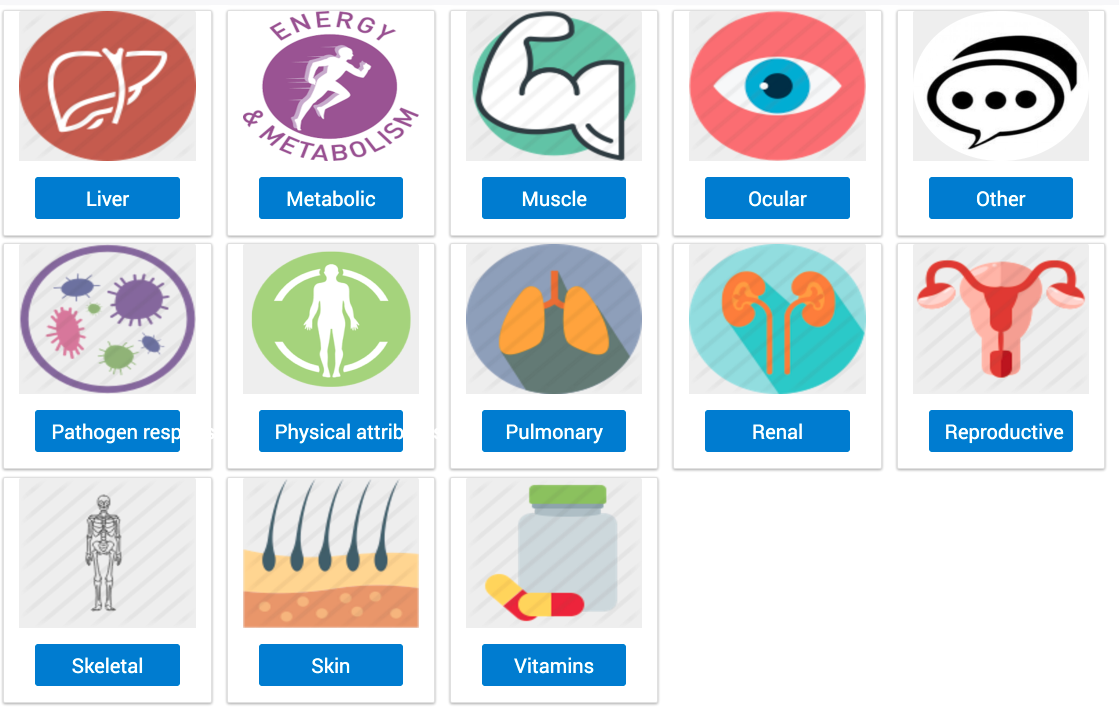 ENERGY
& METABOLISM
Liver
Metabolic
Muscle
Ocular
Other
Pathogen resp
Physical attrib
Pulmonary
Renal
Reproductive
Skeletal
Skin
Vitamins